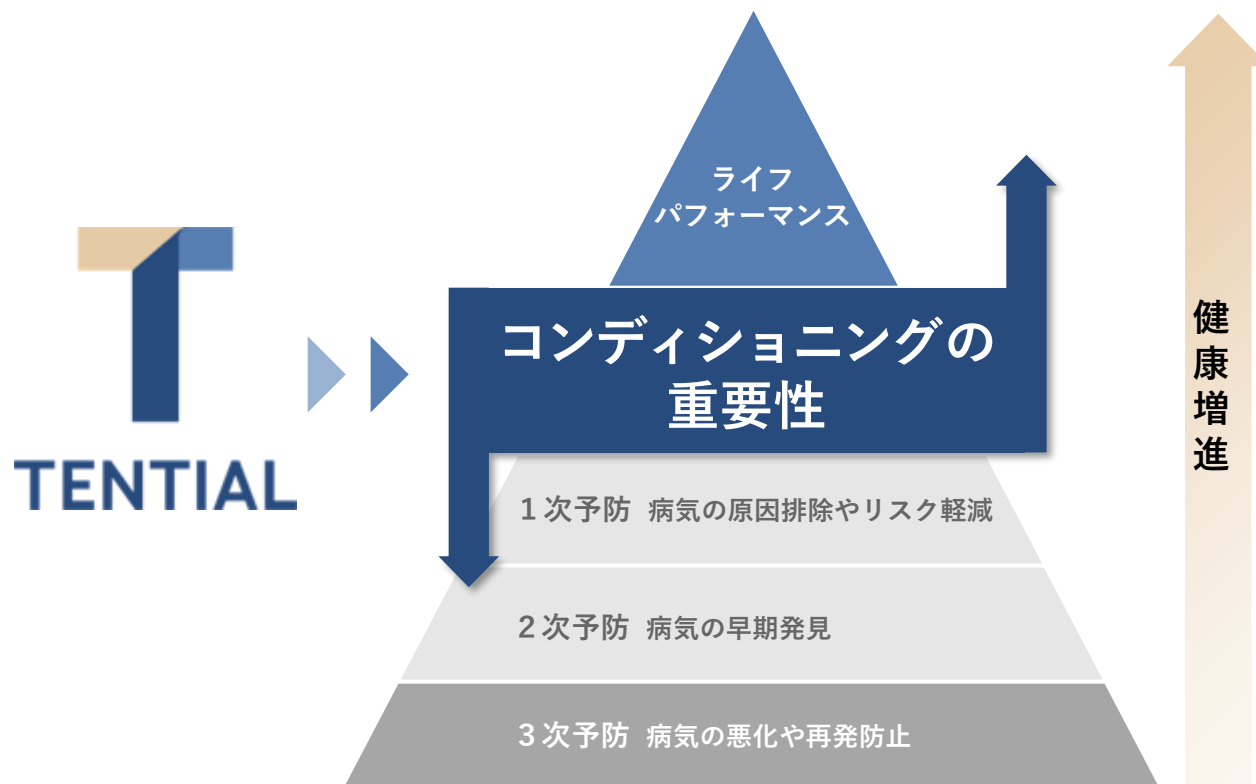 ライフ
パフォーマンス
TENTIAL
コンディショニングの
重要性
1次予防 病気の原因排除やリスク軽減
2次予防 病気の早期発見
3次予防 病気の悪化や再発防止
健康増進